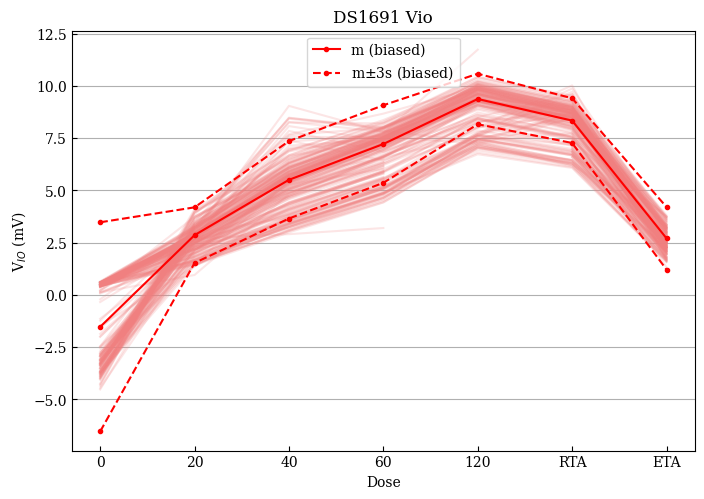 DS1691 Vio
m (biased)
m±3s (biased)
12.5
10.0
7.5
5.0
2.5
0.0
−2.5
−5.0
V_{IO} (mV)
0 20 40 60 120 RTA ETA
Dose